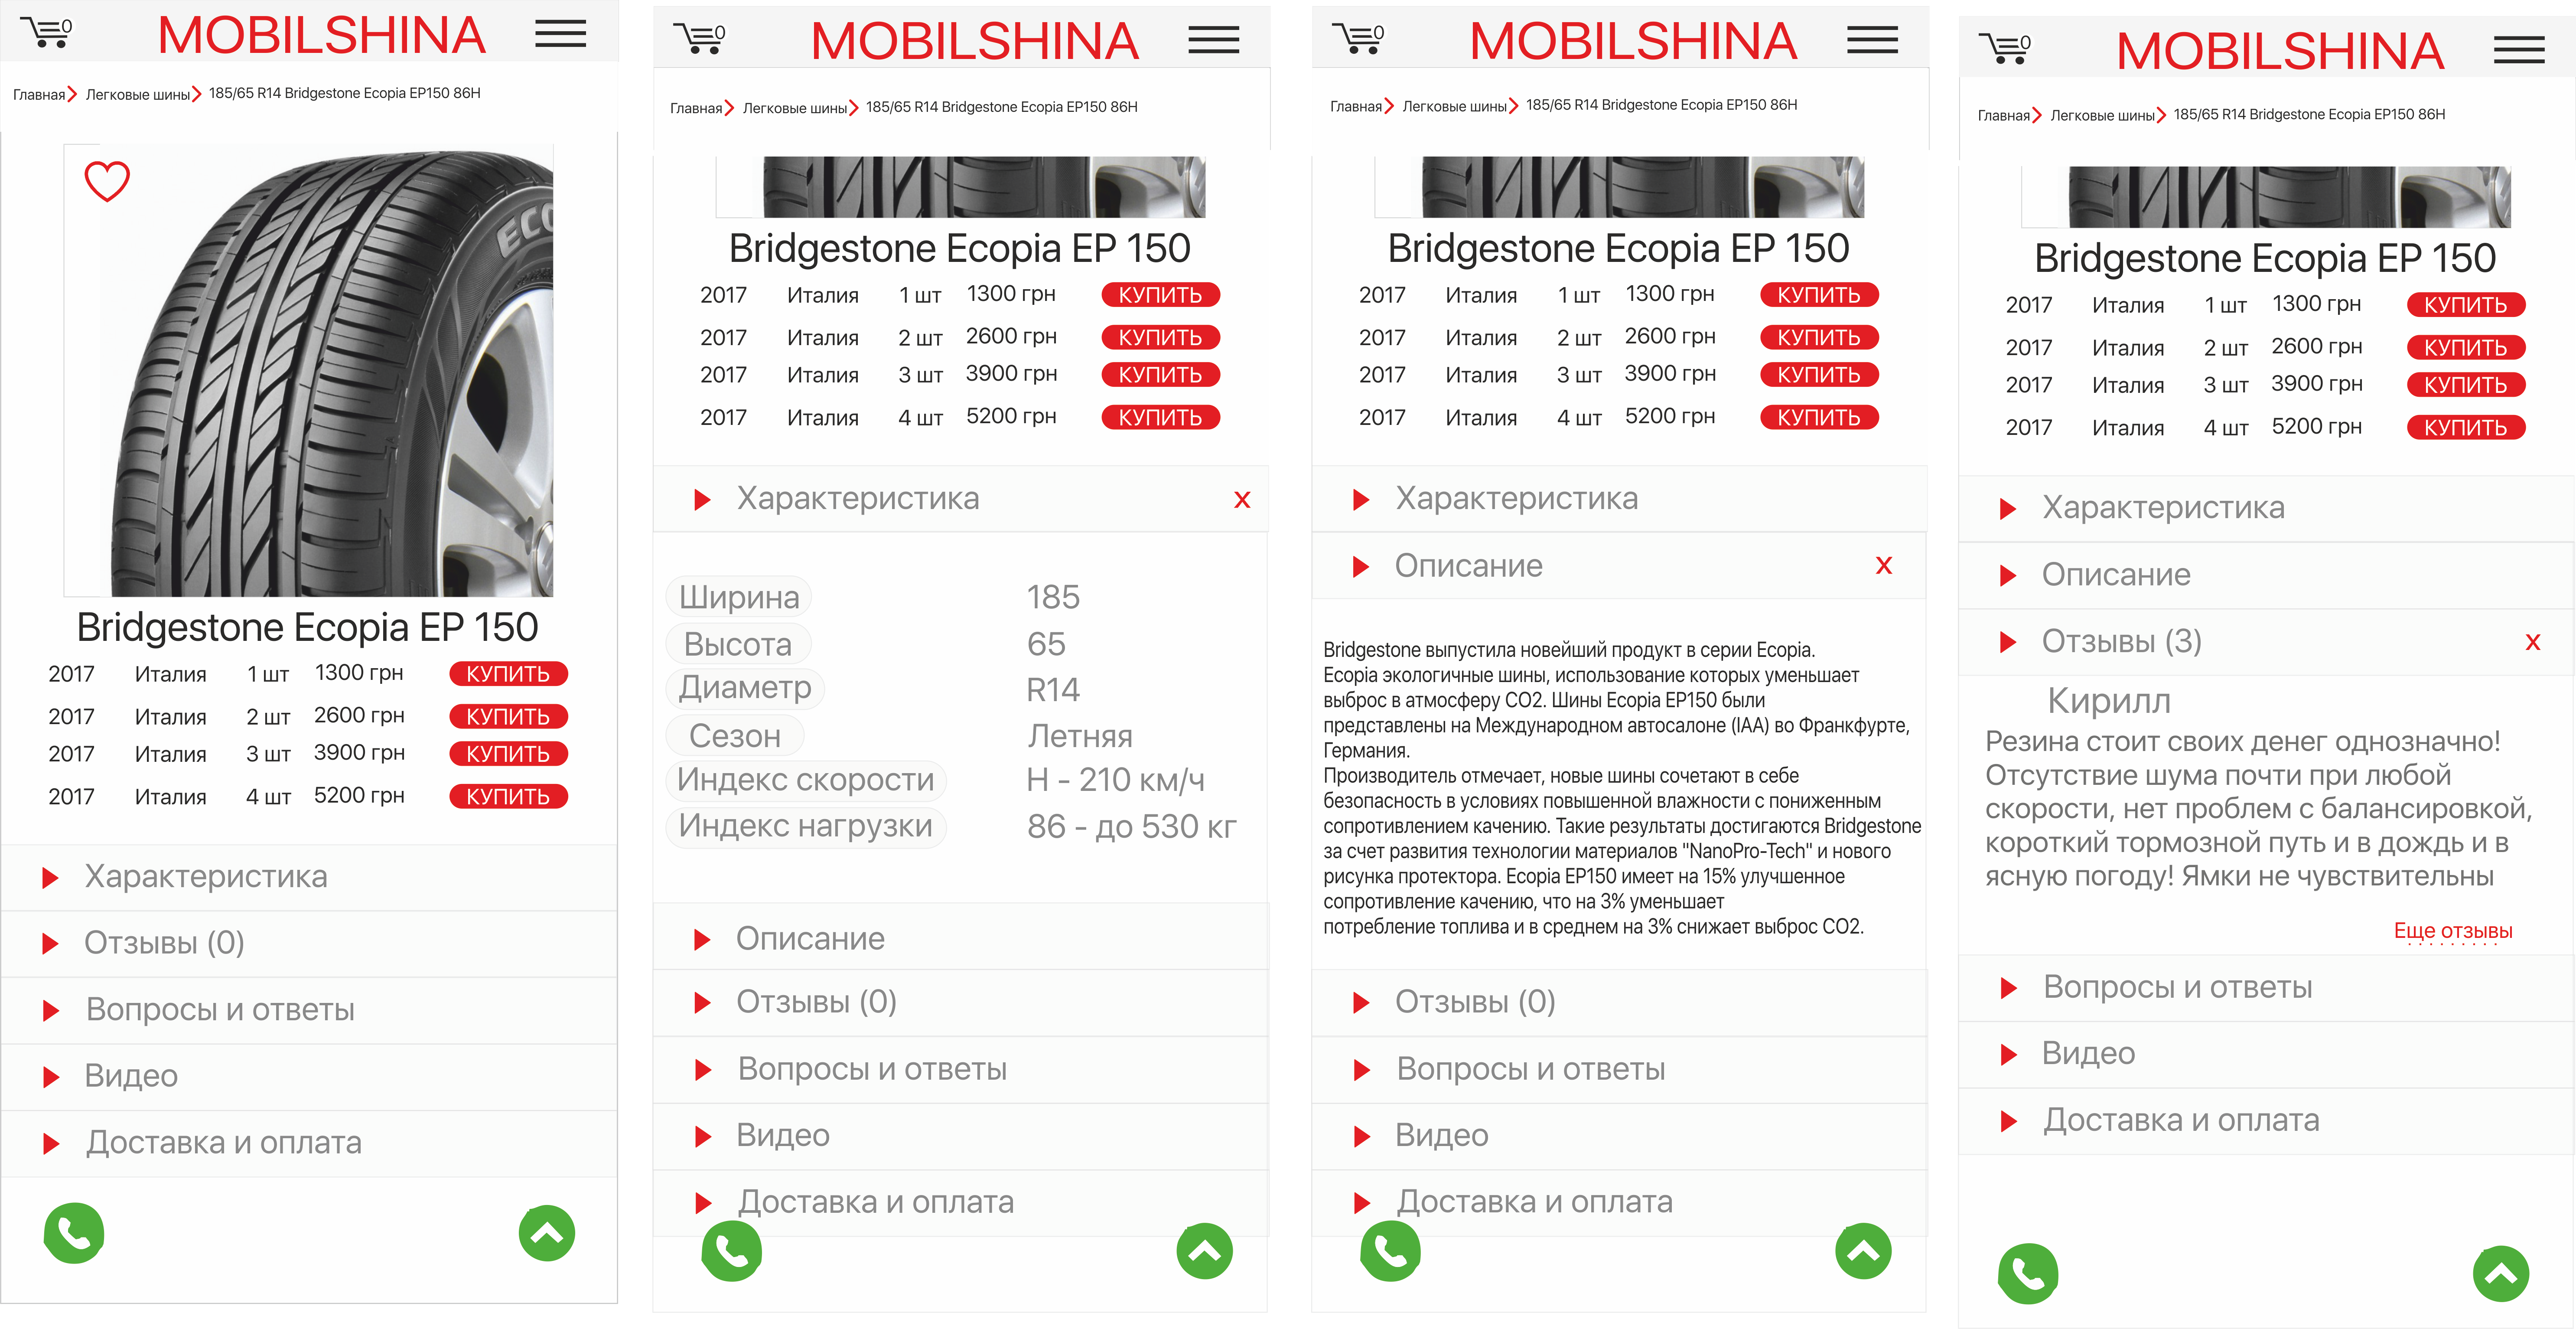 0
MOBILSHINA
Главная Легковые шины 185/65 R14 Bridgestone Ecopia EP150 86H
ECO
Bridgestone Ecopia EP 150
2017 Италия 1 шт 1300 грн КУПИТЬ
2017 Италия 2 шт 2600 грн КУПИТЬ
2017 Италия 3 шт 3900 грн КУПИТЬ
2017 Италия 4 шт 5200 грн КУПИТЬ
Характеристика
Отзывы (0)
Вопросы и ответы
Видео
Доставка и оплата
0
MOBILSHINA
Главная Легковые шины 185/65 R14 Bridgestone Ecopia EP150 86H
Bridgestone Ecopia EP 150
2017 Италия 1 шт 1300 грн КУПИТЬ
2017 Италия 2 шт 2600 грн КУПИТЬ
2017 Италия 3 шт 3900 грн КУПИТЬ
2017 Италия 4 шт 5200 грн КУПИТЬ
Характеристика x
Ширина 185
Высота 65
Диаметр R14
Сезон Летняя
Индекс скорости H - 210 км/ч
Индекс нагрузки 86 - до 530 кг
Описание
Отзывы (0)
Вопросы и ответы
Видео
Доставка и оплата
0
MOBILSHINA
Главная Легковые шины 185/65 R14 Bridgestone Ecopia EP150 86H
Bridgestone Ecopia EP 150
2017 Италия 1 шт 1300 грн КУПИТЬ
2017 Италия 2 шт 2600 грн КУПИТЬ
2017 Италия 3 шт 3900 грн КУПИТЬ
2017 Италия 4 шт 5200 грн КУПИТЬ
Характеристика
Описание x
Bridgestone выпустила новейший продукт в серии Ecopia.
Ecopia экологичные шины, использование которых уменьшает
выброс в атмосферу CO2. Шины Ecopia EP150 были
представлены на Международном автосалоне (IAA) во Франкфурте,
Германия.
Производитель отмечает, новые шины сочетают в себе
безопасность в условиях повышенной влажности с пониженным
сопротивлением качению. Такие результаты достигаются Bridgestone
за счет развития технологии материалов "NanoPro-Tech" и нового
рисунка протектора. Ecopia EP150 имеет на 15% улучшенное
сопротивление качению, что на 3% уменьшает
потребление топлива и в среднем на 3% снижает выброс CO2.
Отзывы (0)
Вопросы и ответы
Видео
Доставка и оплата
0
MOBILSHINA
Главная Легковые шины 185/65 R14 Bridgestone Ecopia EP150 86H
Bridgestone Ecopia EP 150
2017 Италия 1 шт 1300 грн КУПИТЬ
2017 Италия 2 шт 2600 грн КУПИТЬ
2017 Италия 3 шт 3900 грн КУПИТЬ
2017 Италия 4 шт 5200 грн КУПИТЬ
Характеристика
Описание
Отзывы (3) x
Кирилл
Резина стоит своих денег однозначно!
Отсутствие шума почти при любой
скорости, нет проблем с балансировкой,
короткий тормозной путь и в дождь и в
ясную погоду! Ямки не чувствительны
Еще отзывы
Вопросы и ответы
Видео
Доставка и оплата